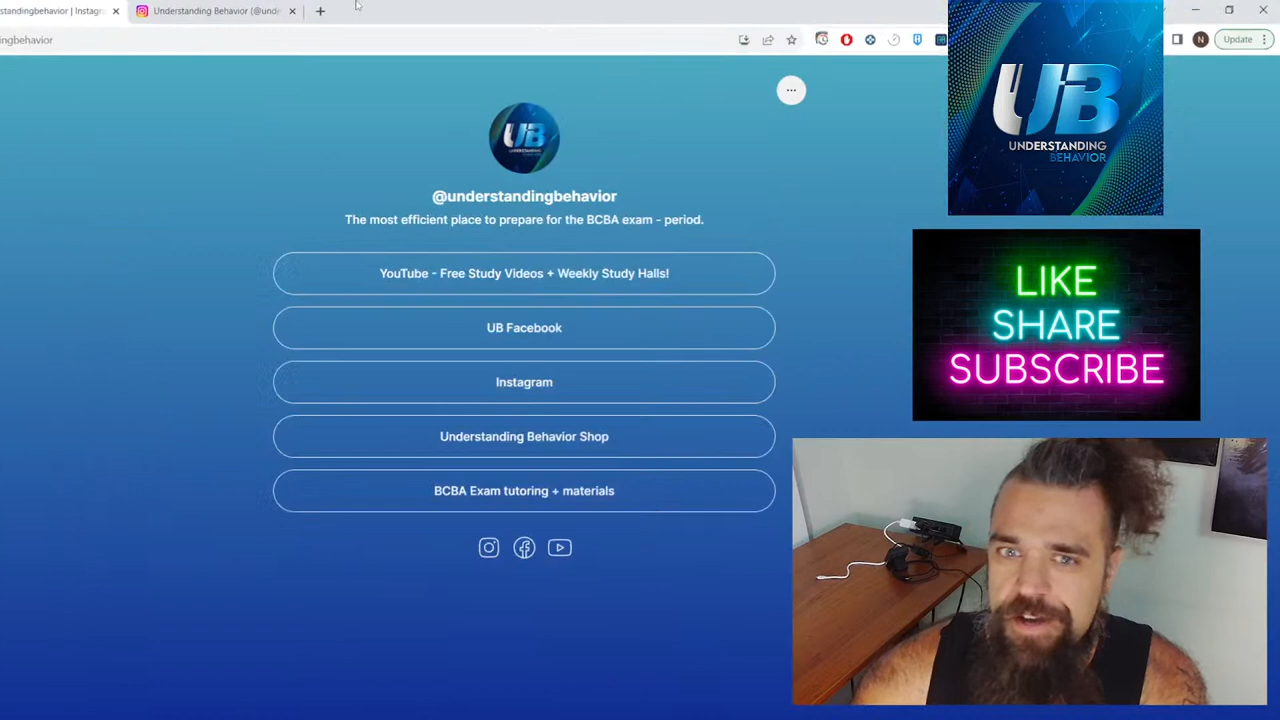 standingbehavior | Instagr
Understanding Behavior (@unde
ingbehavior
N
Update
UB
UNDERSTANDING
BEHAVIOR
UB
@understandingbehavior
The most efficient place to prepare for the BCBA exam - period.
YouTube - Free Study Videos + Weekly Study Halls!
UB Facebook
Instagram
Understanding Behavior Shop
BCBA Exam tutoring + materials
LIKE
SHARE
SUBSCRIBE